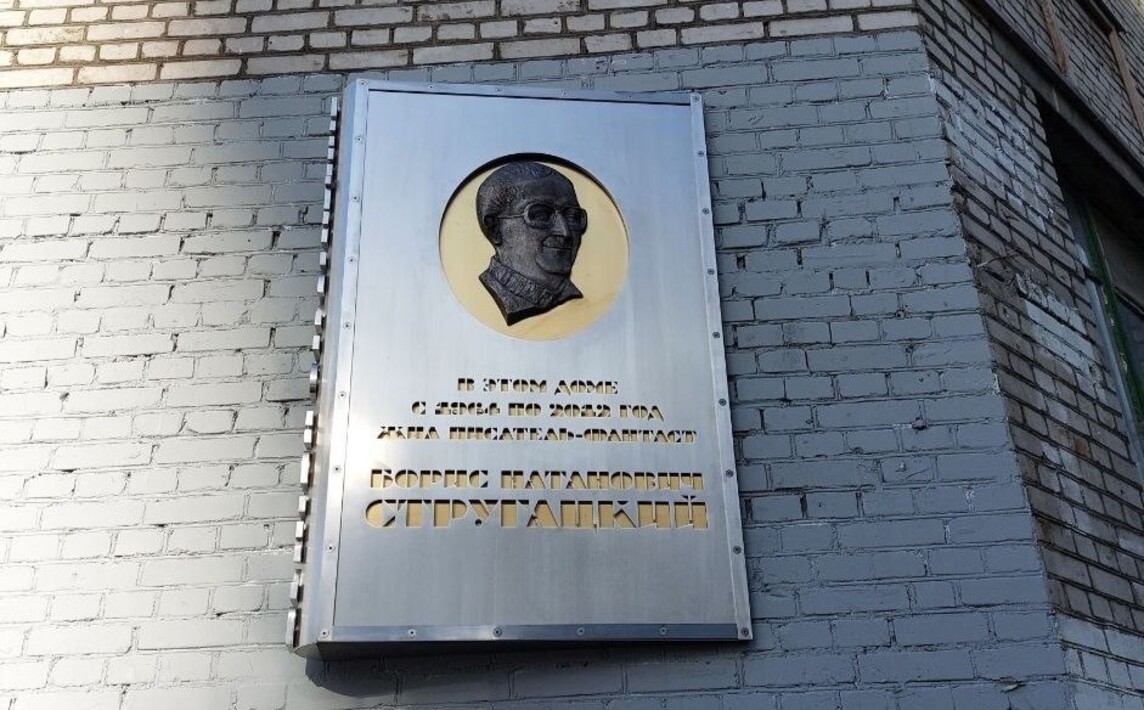 В ЭТОМ ДОМЕ
С 1964 ПО 2012 ГОД
ЖИЛ ПИСАТЕЛЬ-ФАНТАСТ
БОРИС НАТАНОВИЧ
СТРУГАЦКИЙ